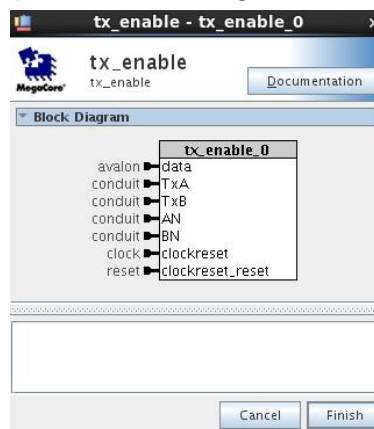 tx_enable - tx_enable_0
tx_enable
MegaCore'
tx_enable
Documentation
Block Diagram
tx_enable_0
avalon data
conduit TxA
conduit TxB
conduit AN
conduit BN
clock clockreset
reset clockreset_reset
Cancel Finish